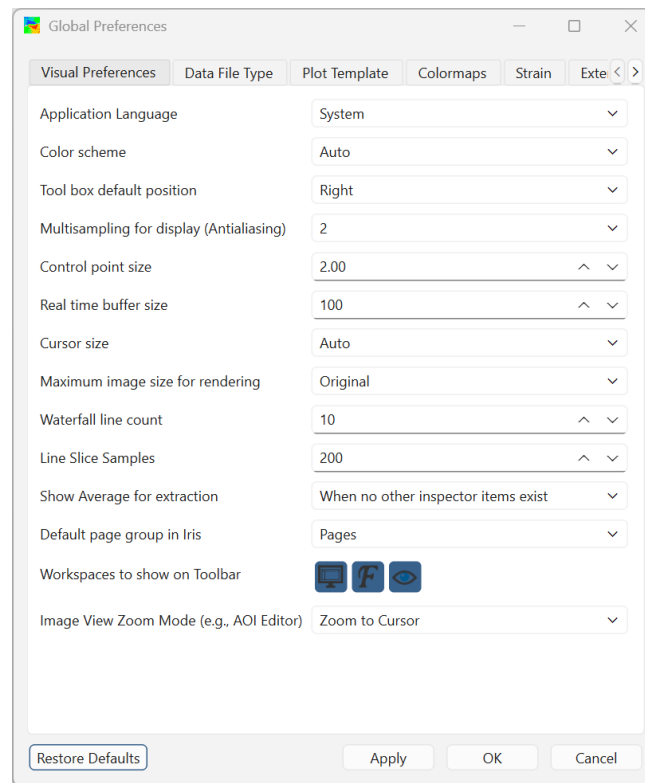 Global Preferences
Visual Preferences Data File Type Plot Template Colormaps Strain Exte
Application Language System
Color scheme Auto
Tool box default position Right
Multisampling for display (Antialiasing) 2
Control point size 2.00
Real time buffer size 100
Cursor size Auto
Maximum image size for rendering Original
Waterfall line count 10
Line Slice Samples 200
Show Average for extraction When no other inspector items exist
Default page group in Iris Pages
Workspaces to show on Toolbar F
Image View Zoom Mode (e.g., AOI Editor) Zoom to Cursor
Restore Defaults Apply OK Cancel